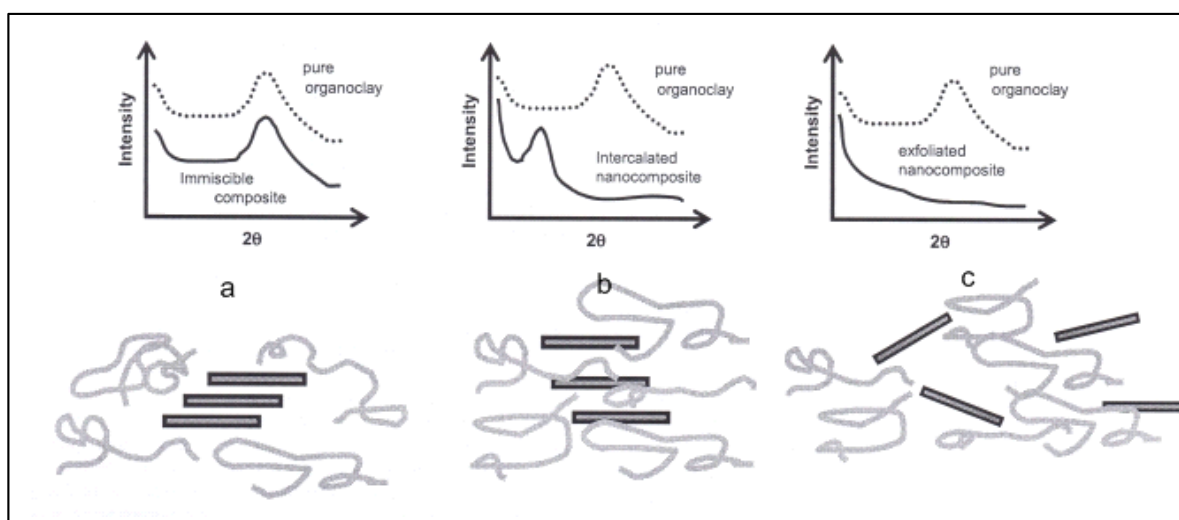 Intensity
pure
organoclay
Immiscible
composite
2θ
a
Intensity
pure
organoclay
Intercalated
nanocomposite
2θ
b
Intensity
pure
organoclay
exfoliated
nanocomposite
2θ
c